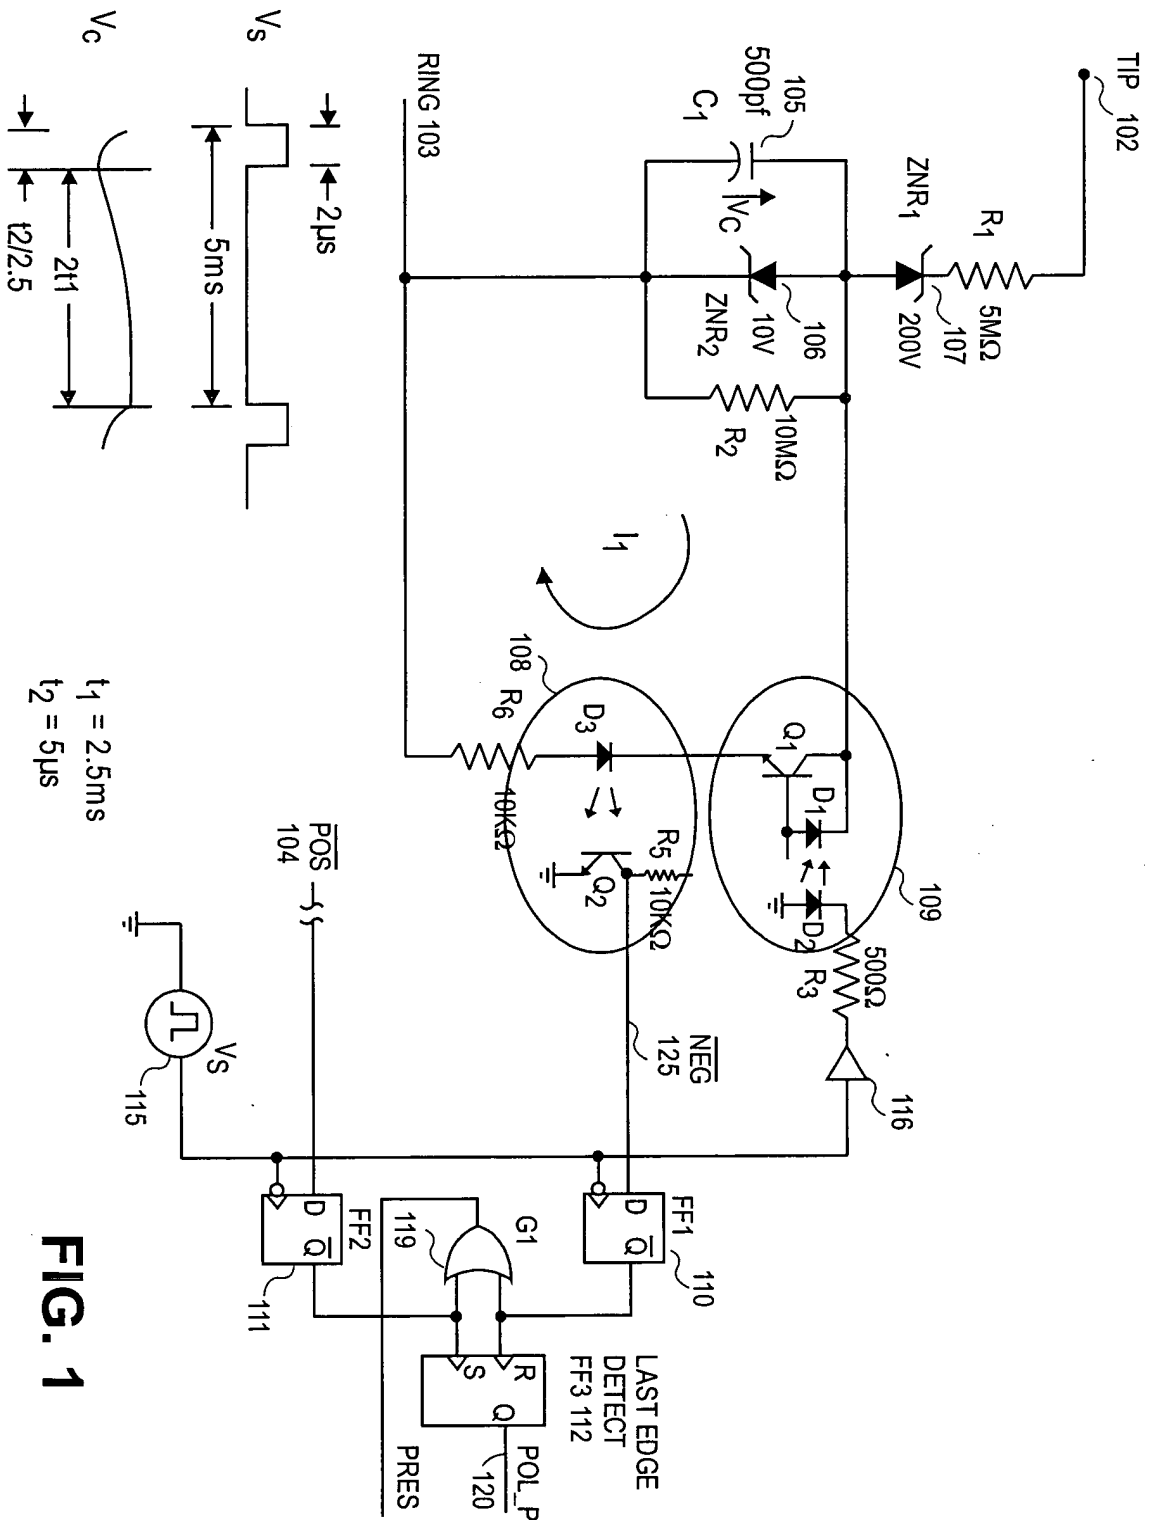 TIP 102
R1 5MΩ
ZNR1 200V 107
105
500pf
C1
VC
106
10V
ZNR2
10MΩ
R2
RING 103
I1
109
Q1 D1
D2
500Ω
R3
116
108
D3
R6
10KΩ
R5
10KΩ
Q2
NEG
125
POS
104
VS
115
FF1
D Q
110
FF2
D Q
111
G1
119
LAST EDGE
DETECT
FF3 112
R
S
Q
POL_P
120
PRES
VS
2µs
5ms
VC
2t1
t2/2.5
t1 = 2.5ms
t2 = 5µs
FIG. 1